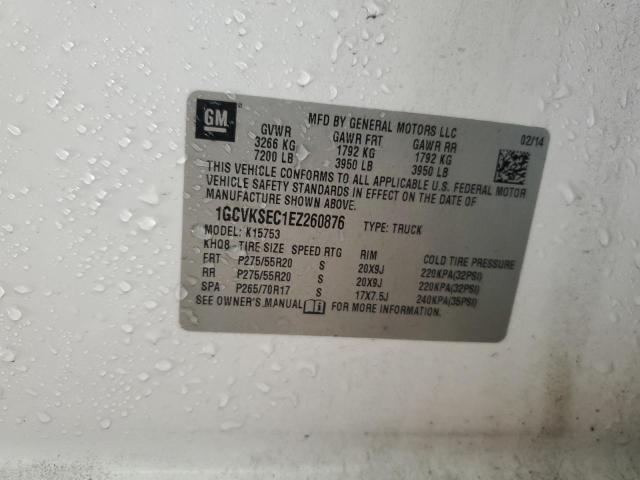 GM
MFD BY GENERAL MOTORS LLC
02/14
GVWR GAWR FRT GAWR RR
3266 KG 1792 KG 1792 KG
7200 LB 3950 LB 3950 LB
THIS VEHICLE CONFORMS TO ALL APPLICABLE U.S. FEDERAL MOTOR
VEHICLE SAFETY STANDARDS IN EFFECT ON THE DATE OF
MANUFACTURE SHOWN ABOVE.
1GCVKSEC1EZ260876 TYPE: TRUCK
MODEL: K15753
KHQ8 TIRE SIZE SPEED RTG RIM COLD TIRE PRESSURE
FRT P275/55R20 S 20X9J 220KPA(32PSI)
RR P275/55R20 S 20X9J 220KPA(32PSI)
SPA P265/70R17 S 17X7.5J 240KPA(35PSI)
SEE OWNER'S MANUAL FOR MORE INFORMATION.